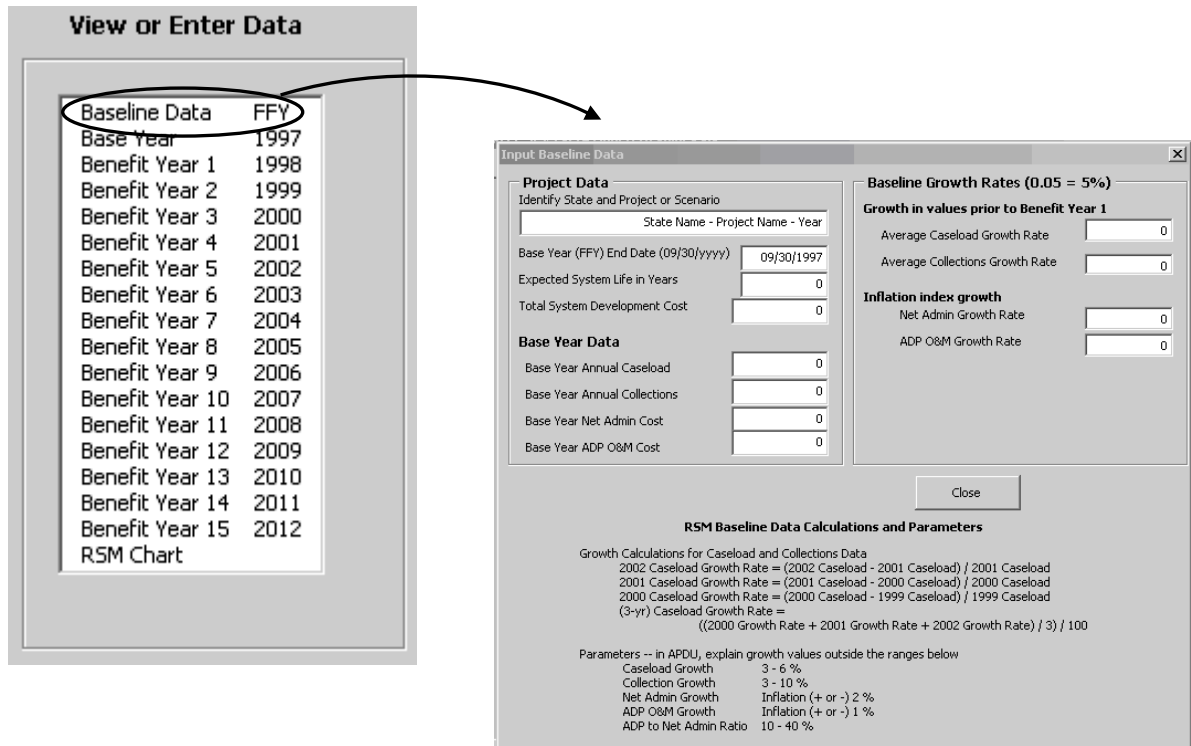 View or Enter Data
Baseline Data FFY
Base Year 1997
Benefit Year 1 1998
Benefit Year 2 1999
Benefit Year 3 2000
Benefit Year 4 2001
Benefit Year 5 2002
Benefit Year 6 2003
Benefit Year 7 2004
Benefit Year 8 2005
Benefit Year 9 2006
Benefit Year 10 2007
Benefit Year 11 2008
Benefit Year 12 2009
Benefit Year 13 2010
Benefit Year 14 2011
Benefit Year 15 2012
RSM Chart
Input Baseline Data
Project Data
Identify State and Project or Scenario
State Name - Project Name - Year
Base Year (FFY) End Date (09/30/yyyy) 09/30/1997
Expected System Life in Years 0
Total System Development Cost 0
Base Year Data
Base Year Annual Caseload 0
Base Year Annual Collections 0
Base Year Net Admin Cost 0
Base Year ADP O&M Cost 0
Baseline Growth Rates (0.05 = 5%)
Growth in values prior to Benefit Year 1
Average Caseload Growth Rate 0
Average Collections Growth Rate 0
Inflation index growth
Net Admin Growth Rate 0
ADP O&M Growth Rate 0
Close
RSM Baseline Data Calculations and Parameters
Growth Calculations for Caseload and Collections Data
2002 Caseload Growth Rate = (2002 Caseload - 2001 Caseload) / 2001 Caseload
2001 Caseload Growth Rate = (2001 Caseload - 2000 Caseload) / 2000 Caseload
2000 Caseload Growth Rate = (2000 Caseload - 1999 Caseload) / 1999 Caseload
(3-yr) Caseload Growth Rate =
((2000 Growth Rate + 2001 Growth Rate + 2002 Growth Rate) / 3) / 100
Parameters -- in APDU, explain growth values outside the ranges below
Caseload Growth 3 - 6 %
Collection Growth 3 - 10 %
Net Admin Growth Inflation (+ or -) 2 %
ADP O&M Growth Inflation (+ or -) 1 %
ADP to Net Admin Ratio 10 - 40 %